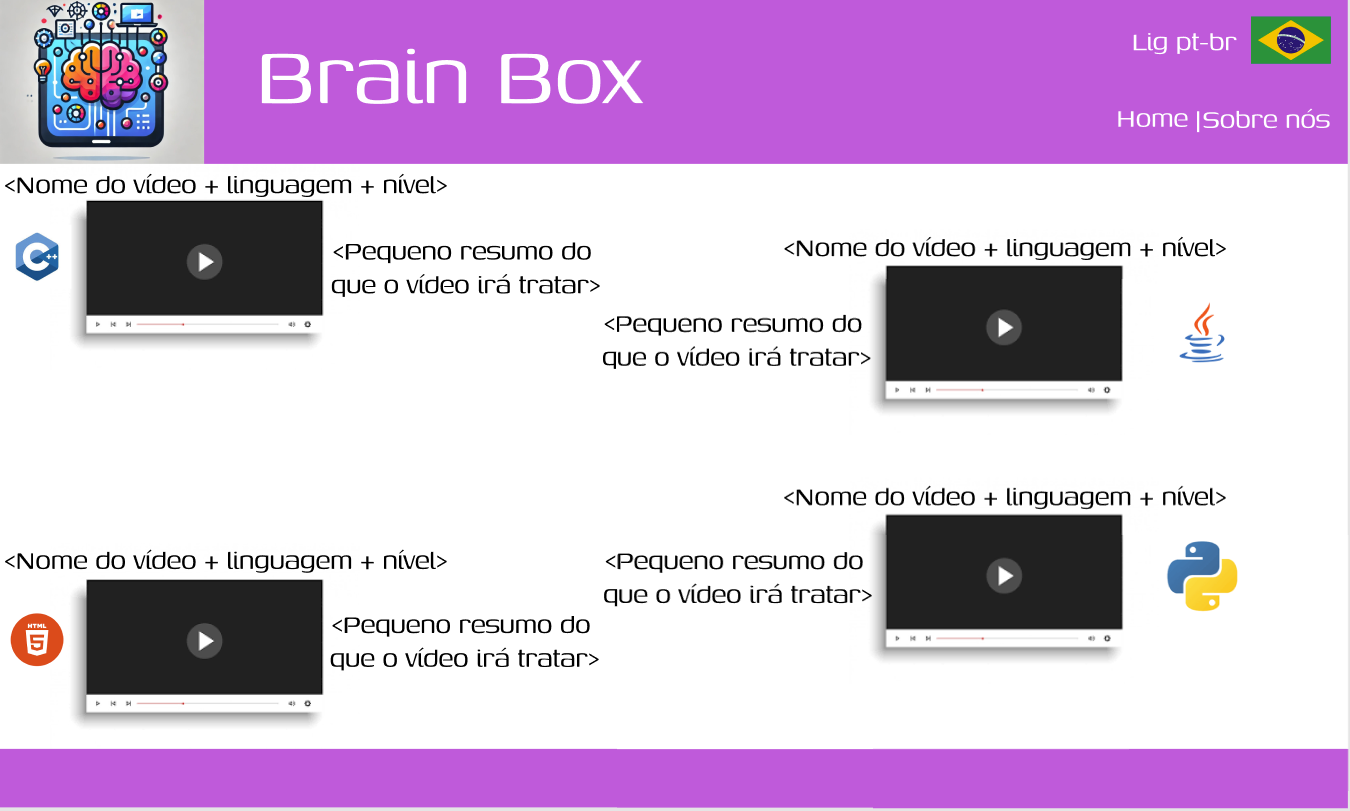 Brain Box
Lig pt-br
Home |Sobre nós
<Nome do vídeo + linguagem + nível>
C++
<Pequeno resumo do
que o vídeo irá tratar>
<Nome do vídeo + linguagem + nível>
<Pequeno resumo do
que o vídeo irá tratar>
<Nome do vídeo + linguagem + nível>
<Pequeno resumo do
que o vídeo irá tratar>
<Nome do vídeo + linguagem + nível>
HTML
5
<Pequeno resumo do
que o vídeo irá tratar>